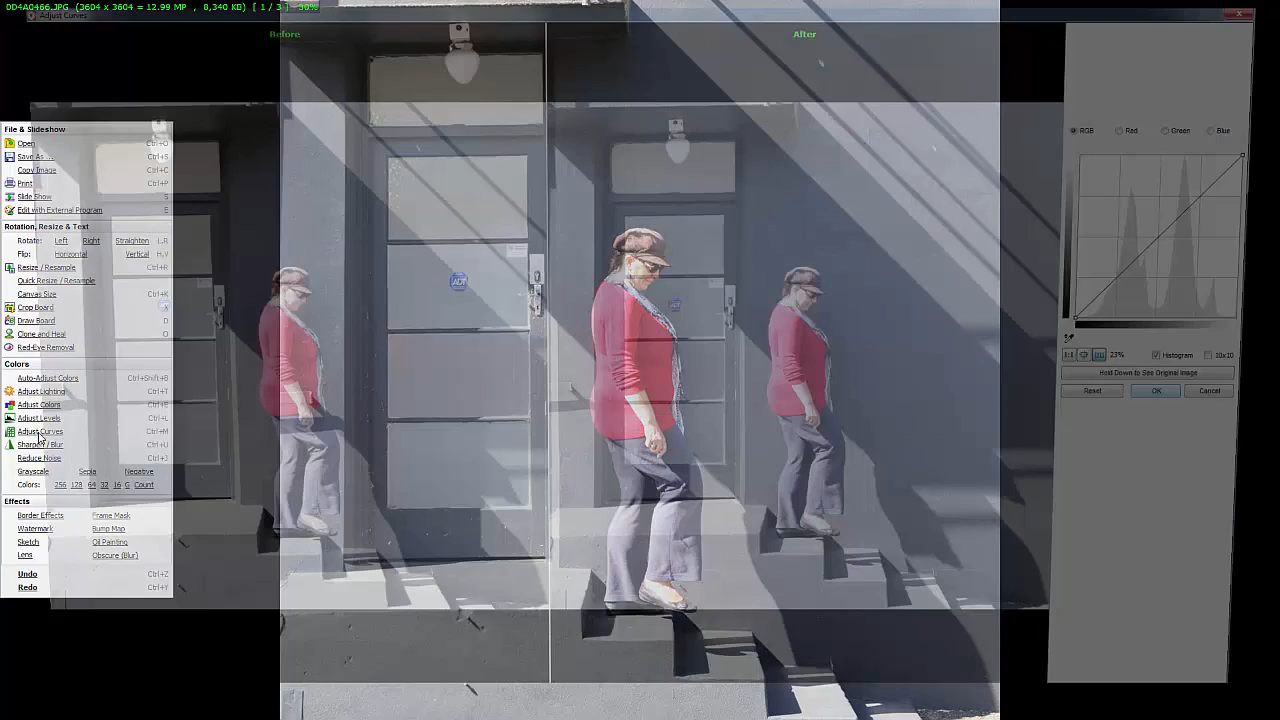 DD4A0466.JPG (3604 x 3604 = 12.99 MP , 8,340 KB) [ 1 / 3 ] - 30%
Adjust Curves
Before
After
File & Slideshow
Open Ctrl+O
Save As ... Ctrl+S
Copy Image Ctrl+C
Print Ctrl+P
Slide Show S
Edit with External Program E
Rotation, Resize & Text
Rotate: Left Right Straighten H,R
Flip: Horizontal Vertical H,V
Resize / Resample Ctrl+R
Quick Resize / Resample
Canvas Size Ctrl+K
Crop Board
Draw Board D
Clone and Heal O
Red-Eye Removal
Colors
Auto-Adjust Colors Ctrl+Shift+B
Adjust Lighting Ctrl+T
Adjust Colors Ctrl+E
Adjust Levels Ctrl+L
Adjust Curves Ctrl+M
Sharpen / Blur Ctrl+U
Reduce Noise Ctrl+J
Grayscale Sepia Negative
Colors: 256 128 64 32 16 G Count
Effects
Border Effects Frame Mask
Watermark Bump Map
Sketch Oil Painting
Lens Obscure (Blur)
Undo Ctrl+Z
Redo Ctrl+Y
ADT
RGB Red Green Blue
1:1 23% Histogram 10x10
Hold Down to See Original Image
Reset OK Cancel